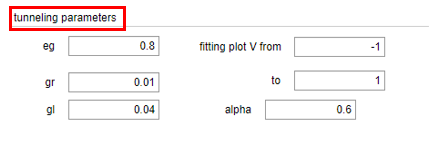 tunneling parameters
eg 0.8 fitting plot V from -1
gr 0.01 to 1
gl 0.04 alpha 0.6